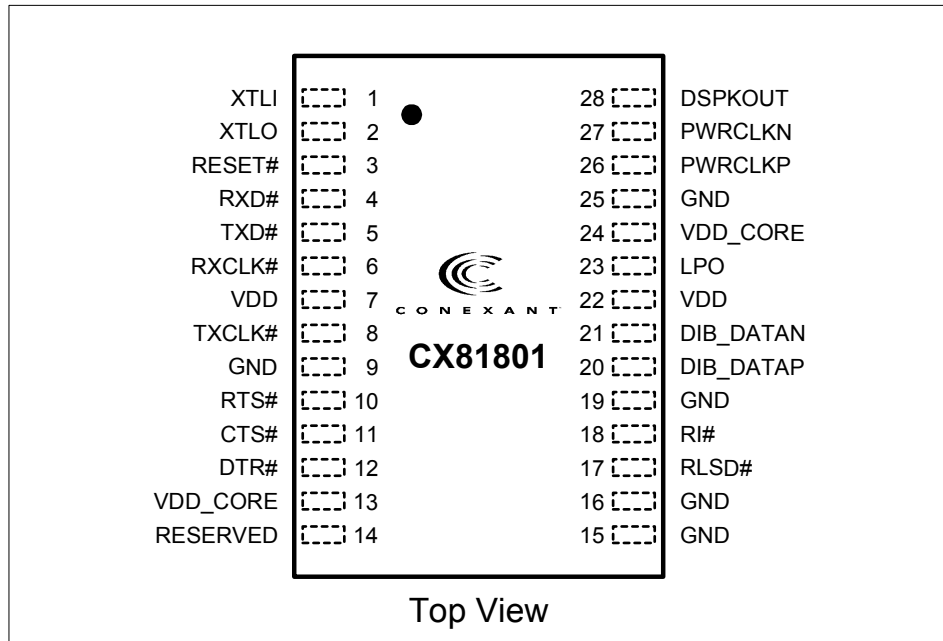 XTLI 1 28 DSPKOUT
XTLO 2 27 PWRCLKN
RESET# 3 26 PWRCLKP
RXD# 4 25 GND
TXD# 5 24 VDD_CORE
RXCLK# 6 23 LPO
VDD 7 22 VDD
TXCLK# 8 21 DIB_DATAN
GND 9 20 DIB_DATAP
RTS# 10 19 GND
CTS# 11 18 RI#
DTR# 12 17 RLSD#
VDD_CORE 13 16 GND
RESERVED 14 15 GND
CONEXANT
CX81801
Top View